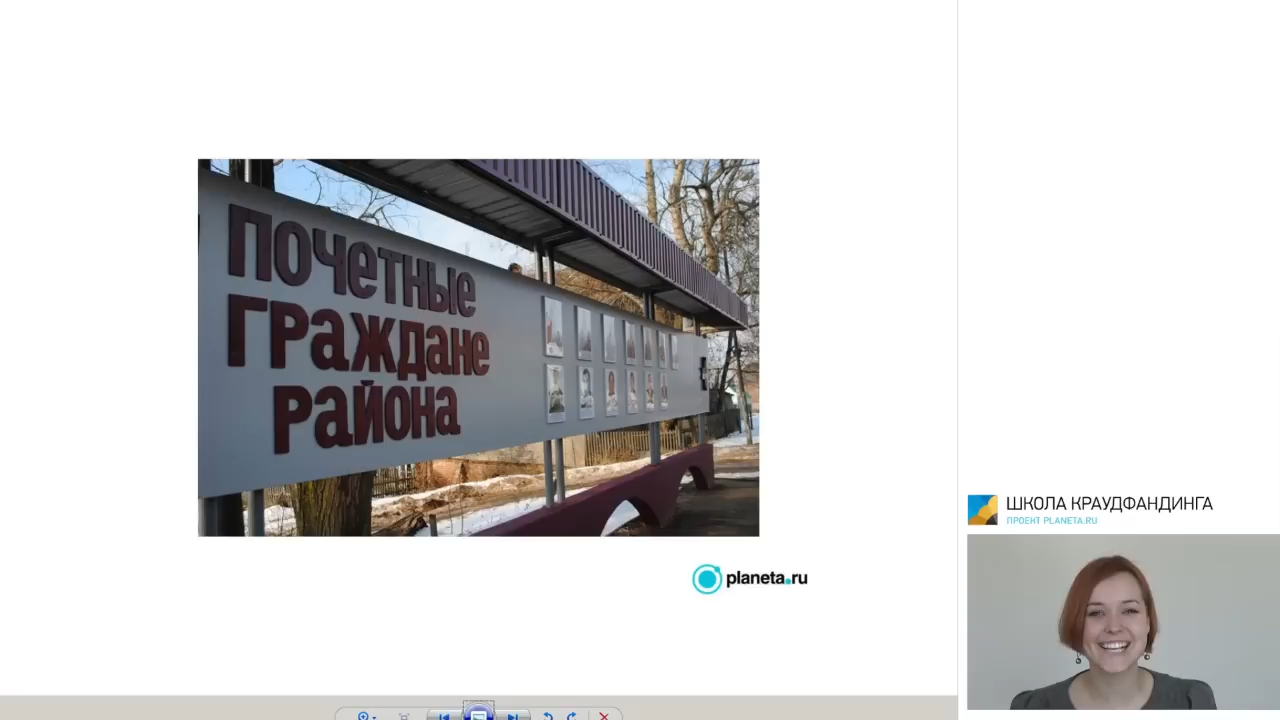 ПОЧЕТНЫЕ
ГРАЖДАНЕ
РАЙОНА
planeta.ru
ШКОЛА КРАУДФАНДИНГА
ПРОЕКТ PLANETA.RU